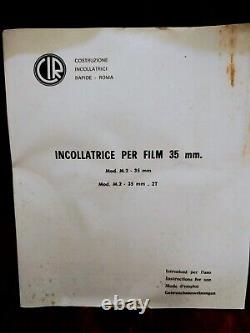 CIR
COSTRUZIONE
INCOLLATRICI
RAPIDE - ROMA
INCOLLATRICE PER FILM 35 mm.
Mod. M.2 - 35 mm
Mod. M.2 - 35 mm . 2T
Istruzioni per l'uso
Instructions for use
Mode d'emploi
Gebrauchsanweisungen